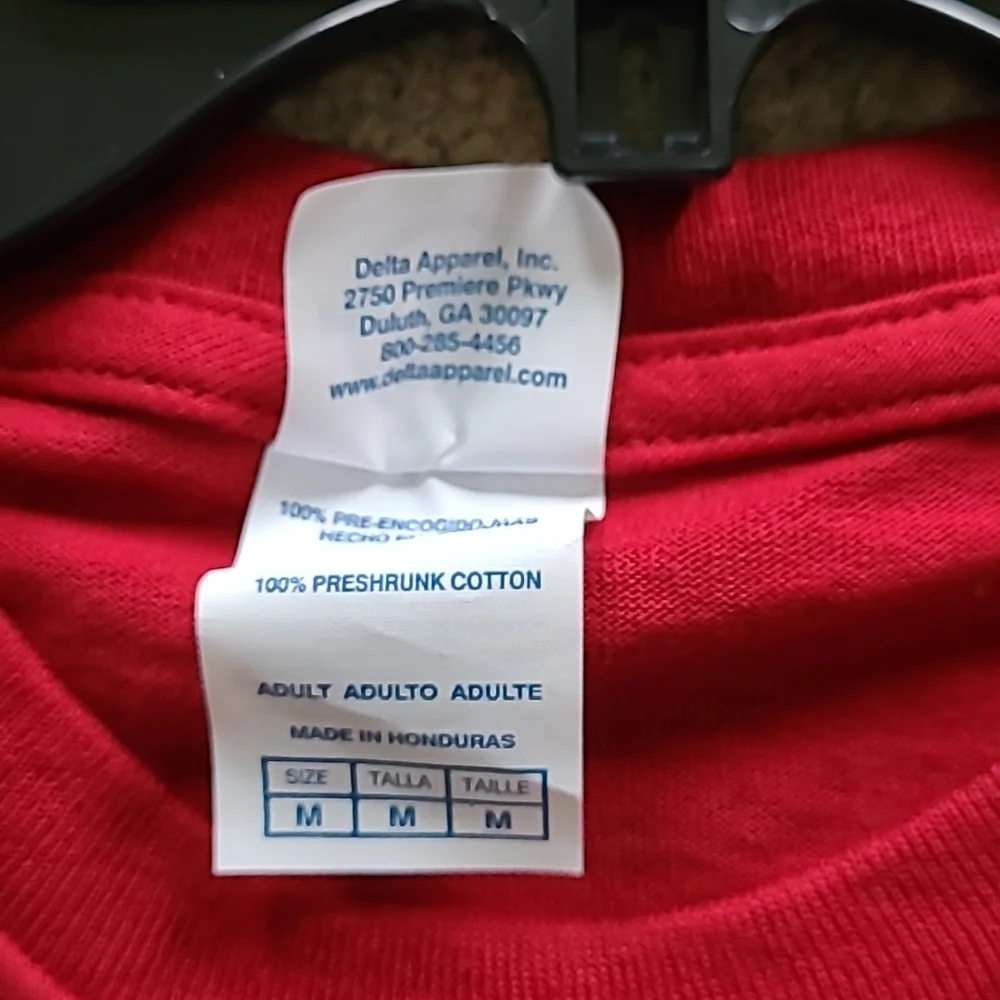 Delta Apparel, Inc.
2750 Premiere Pkwy
Duluth, GA 30097
800-285-4456
www.deltaapparel.com
100% PRE-ENCOGIDO
HECHO
100% PRESHRUNK COTTON
ADULT ADULTO ADULTE
MADE IN HONDURAS
SIZE TALLA TAILLE
M M M